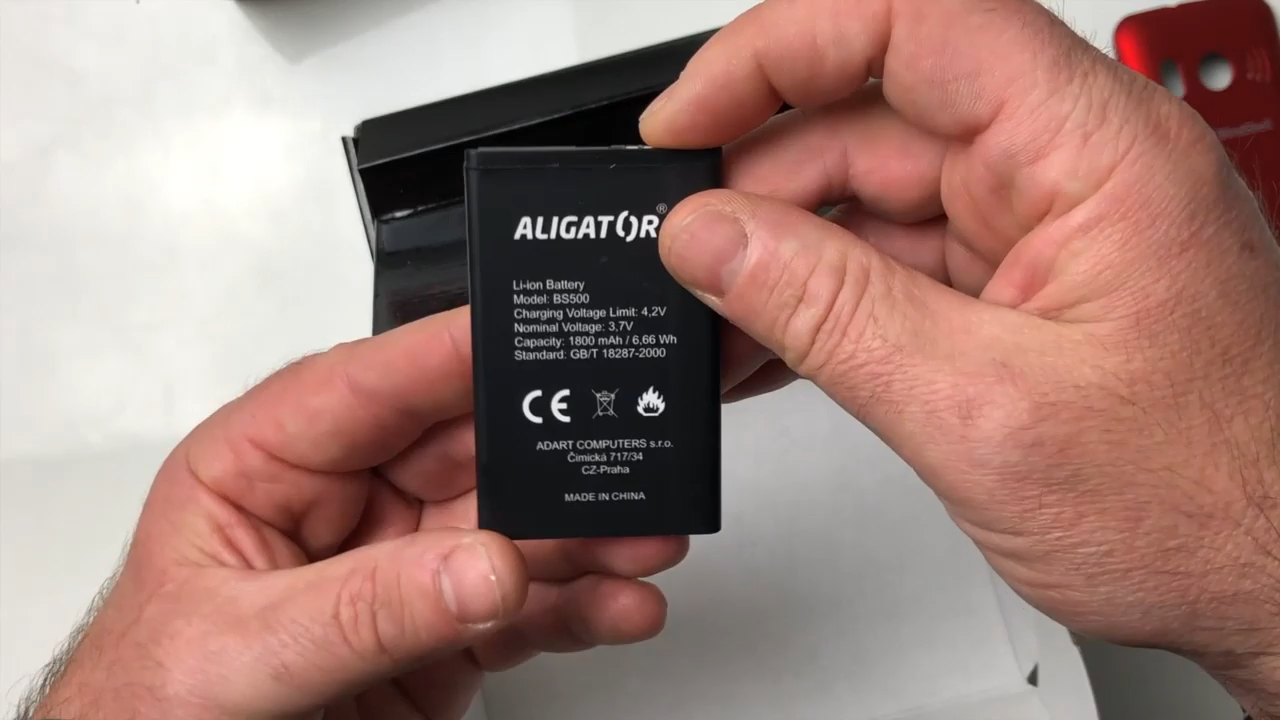 ALIGATOR®
Li-ion Battery
Model: BS500
Charging Voltage Limit: 4,2V
Nominal Voltage: 3,7V
Capacity: 1800 mAh / 6,66 Wh
Standard: GB/T 18287-2000
CE
ADART COMPUTERS s.r.o.
Čimická 717/34
CZ-Praha
MADE IN CHINA